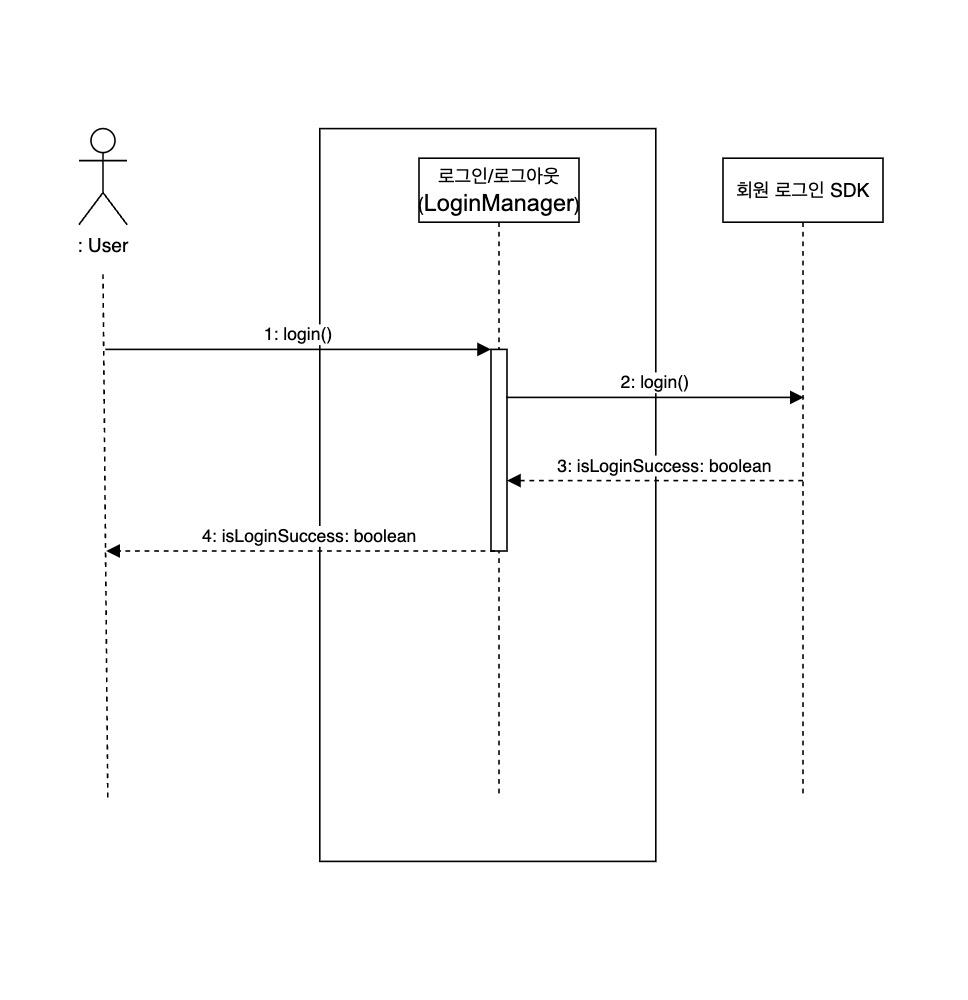 로그인/로그아웃
(LoginManager)
회원 로그인 SDK
: User
1: login()
2: login()
3: isLoginSuccess: boolean
4: isLoginSuccess: boolean